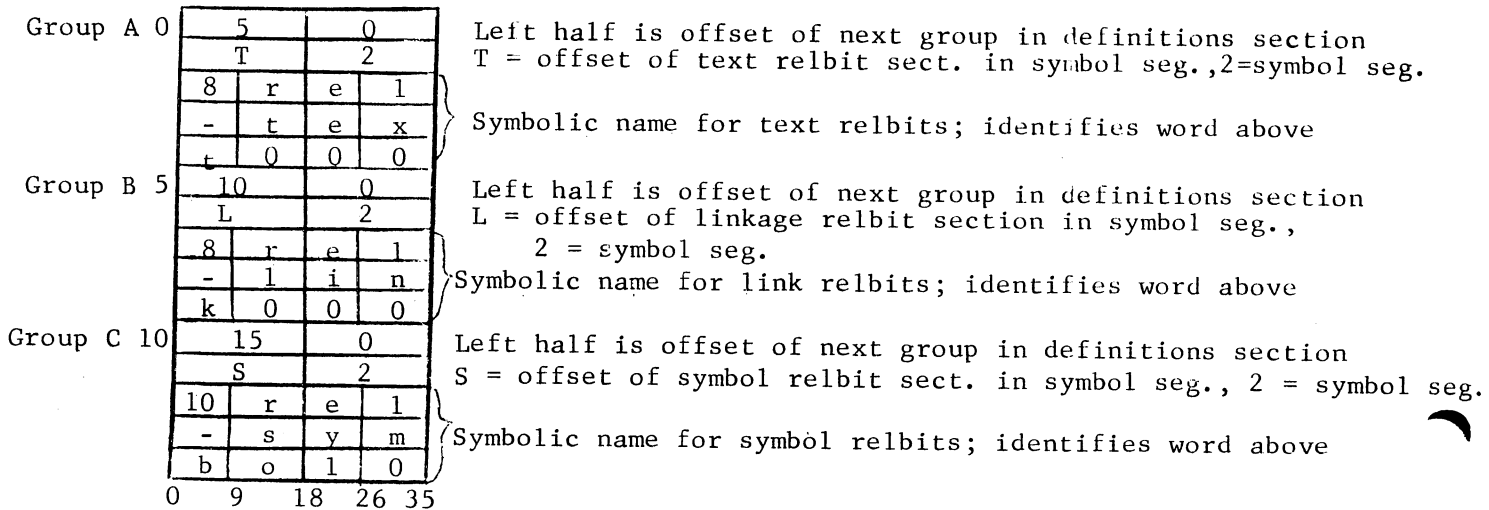 Group A 0 5 0 Left half is offset of next group in definitions section
T 2 T = offset of text relbit sect. in symbol seg.,2=symbol seg.
8 r e l
- t e x Symbolic name for text relbits; identifies word above
t 0 0 0
Group B 5 10 0 Left half is offset of next group in definitions section
L 2 L = offset of linkage relbit section in symbol seg.,
8 r e l 2 = symbol seg.
- l i n Symbolic name for link relbits; identifies word above
k 0 0 0
Group C 10 15 0 Left half is offset of next group in definitions section
S 2 S = offset of symbol relbit sect. in symbol seg., 2 = symbol seg.
10 r e l
- s y m Symbolic name for symbol relbits; identifies word above
b o l 0
0 9 18 26 35